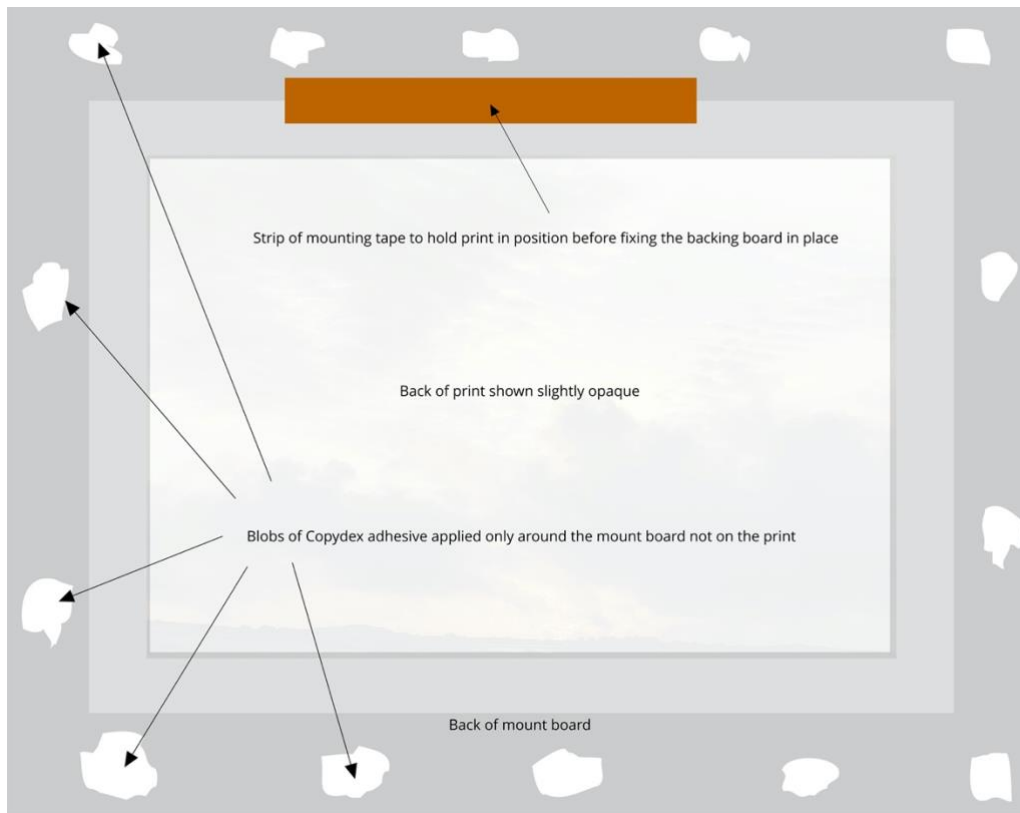 Strip of mounting tape to hold print in position before fixing the backing board in place
Back of print shown slightly opaque
Blobs of Copydex adhesive applied only around the mount board not on the print
Back of mount board